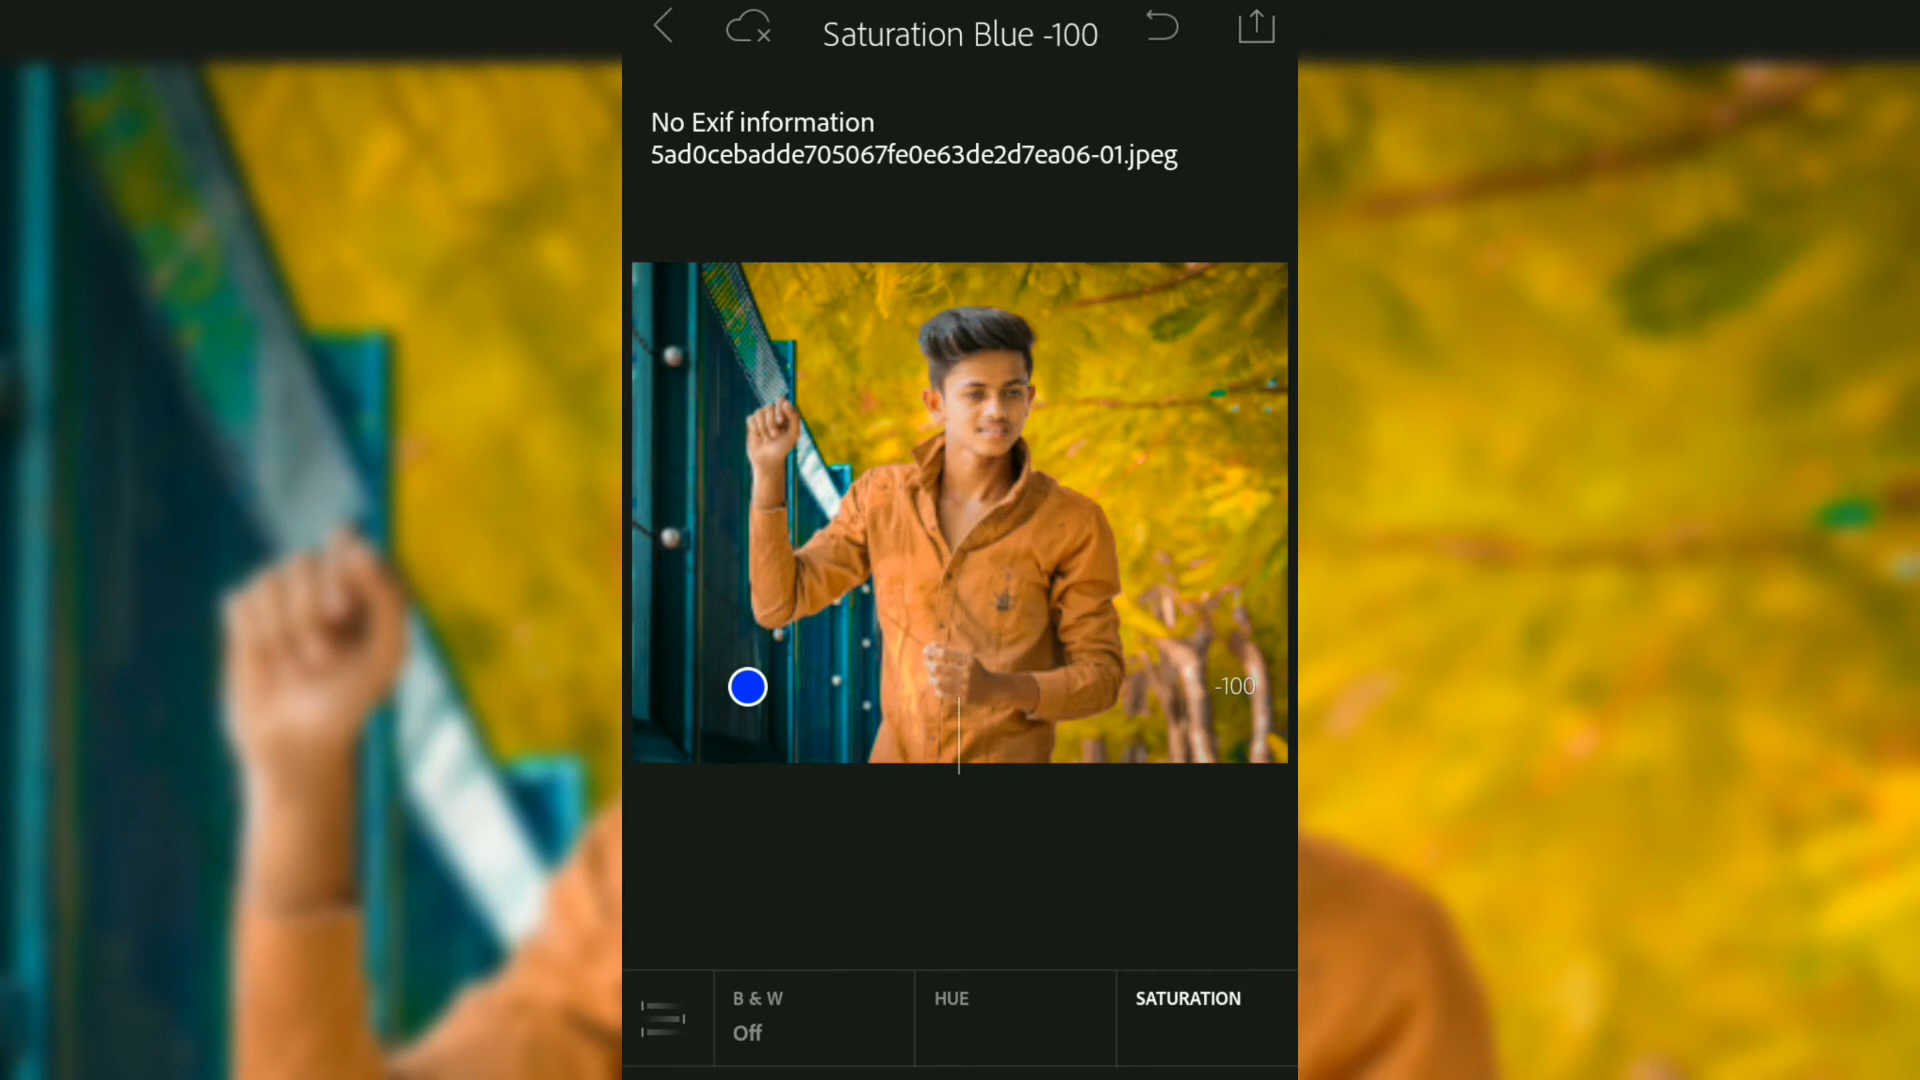 Saturation Blue -100
No Exif information
5ad0cebadde705067fe0e63de2d7ea06-01.jpeg
-100
B & W
Off
HUE
SATURATION